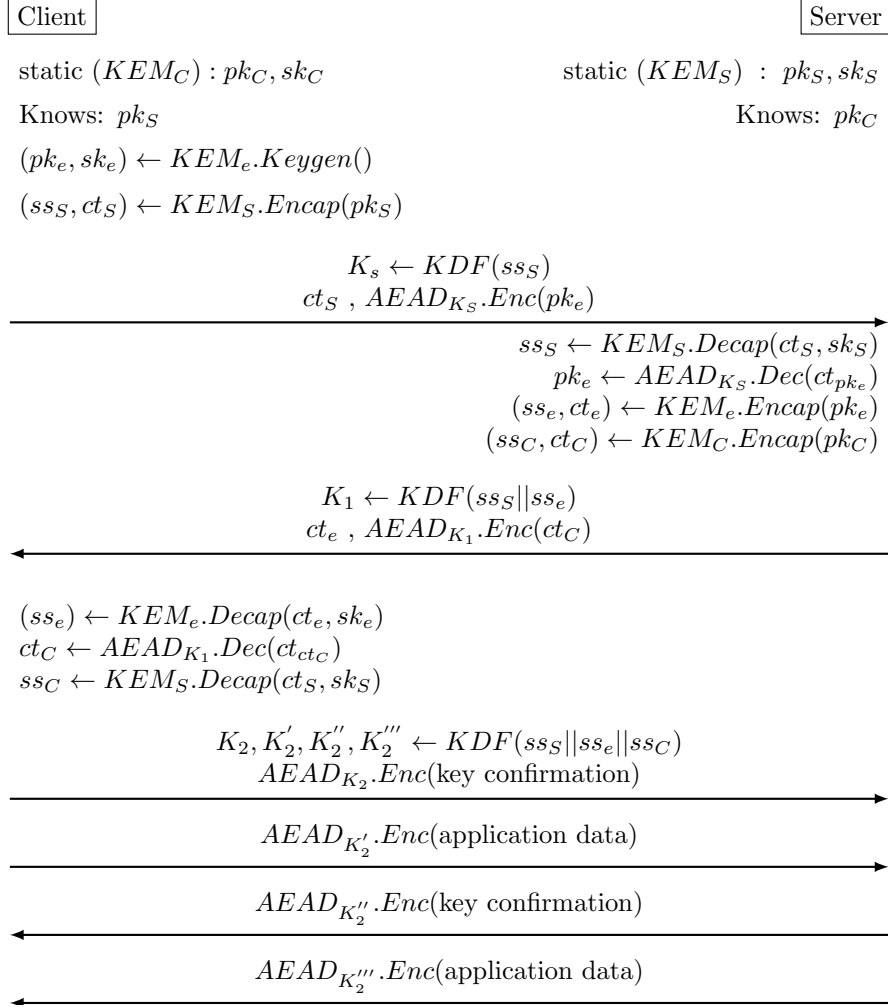 Client Server
static (KEM_C) : pk_C, sk_C static (KEM_S) : pk_S, sk_S
Knows: pk_S Knows: pk_C
(pk_e, sk_e) ← KEM_e.Keygen()
(ss_S, ct_S) ← KEM_S.Encap(pk_S)
K_s ← KDF(ss_S)
ct_S , AEAD_{K_S}.Enc(pk_e)
ss_S ← KEM_S.Decap(ct_S, sk_S)
pk_e ← AEAD_{K_S}.Dec(ct_{pk_e})
(ss_e, ct_e) ← KEM_e.Encap(pk_e)
(ss_C, ct_C) ← KEM_C.Encap(pk_C)
K_1 ← KDF(ss_S||ss_e)
ct_e , AEAD_{K_1}.Enc(ct_C)
(ss_e) ← KEM_e.Decap(ct_e, sk_e)
ct_C ← AEAD_{K_1}.Dec(ct_{ct_C})
ss_C ← KEM_S.Decap(ct_S, sk_S)
K_2, K_2^{'}, K_2^{''}, K_2^{'''} ← KDF(ss_S||ss_e||ss_C)
AEAD_{K_2}.Enc(key confirmation)
AEAD_{K_2^{'}}.Enc(application data)
AEAD_{K_2^{''}}.Enc(key confirmation)
AEAD_{K_2^{'''}}.Enc(application data)